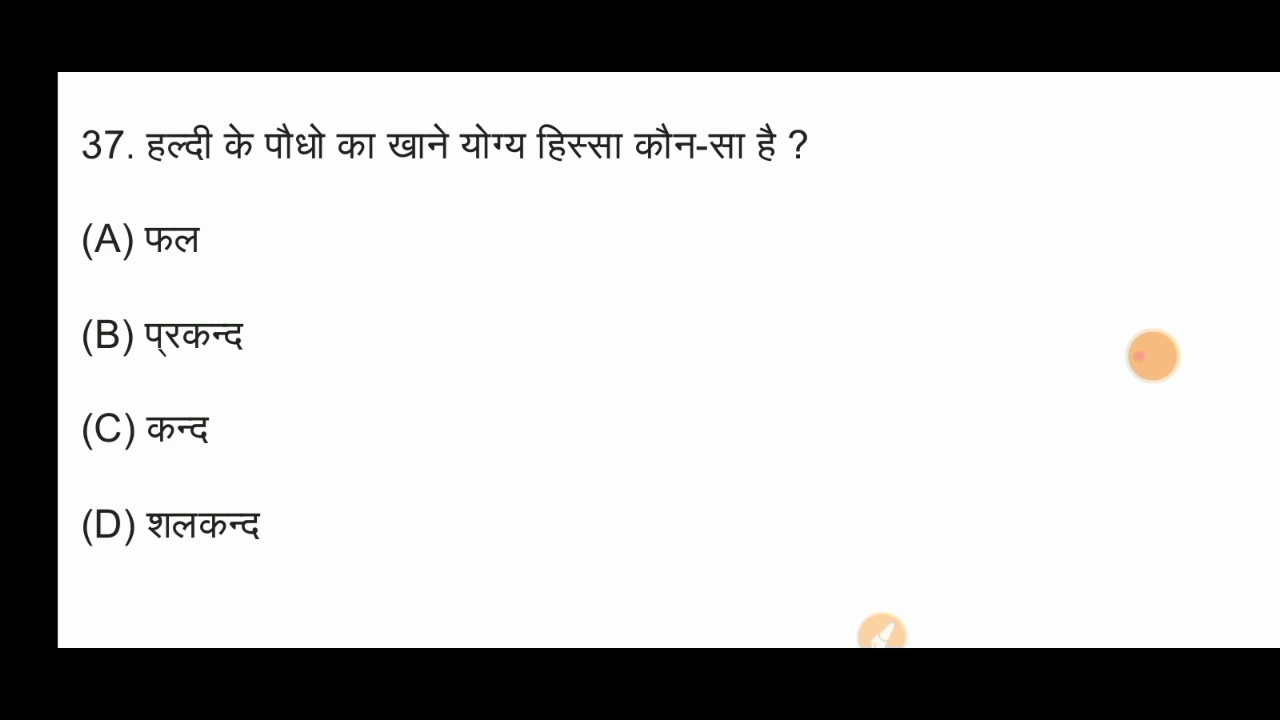 37. हल्दी के पौधो का खाने योग्य हिस्सा कौन-सा है ?
(A) फल
(B) प्रकन्द
(C) कन्द
(D) शलकन्द